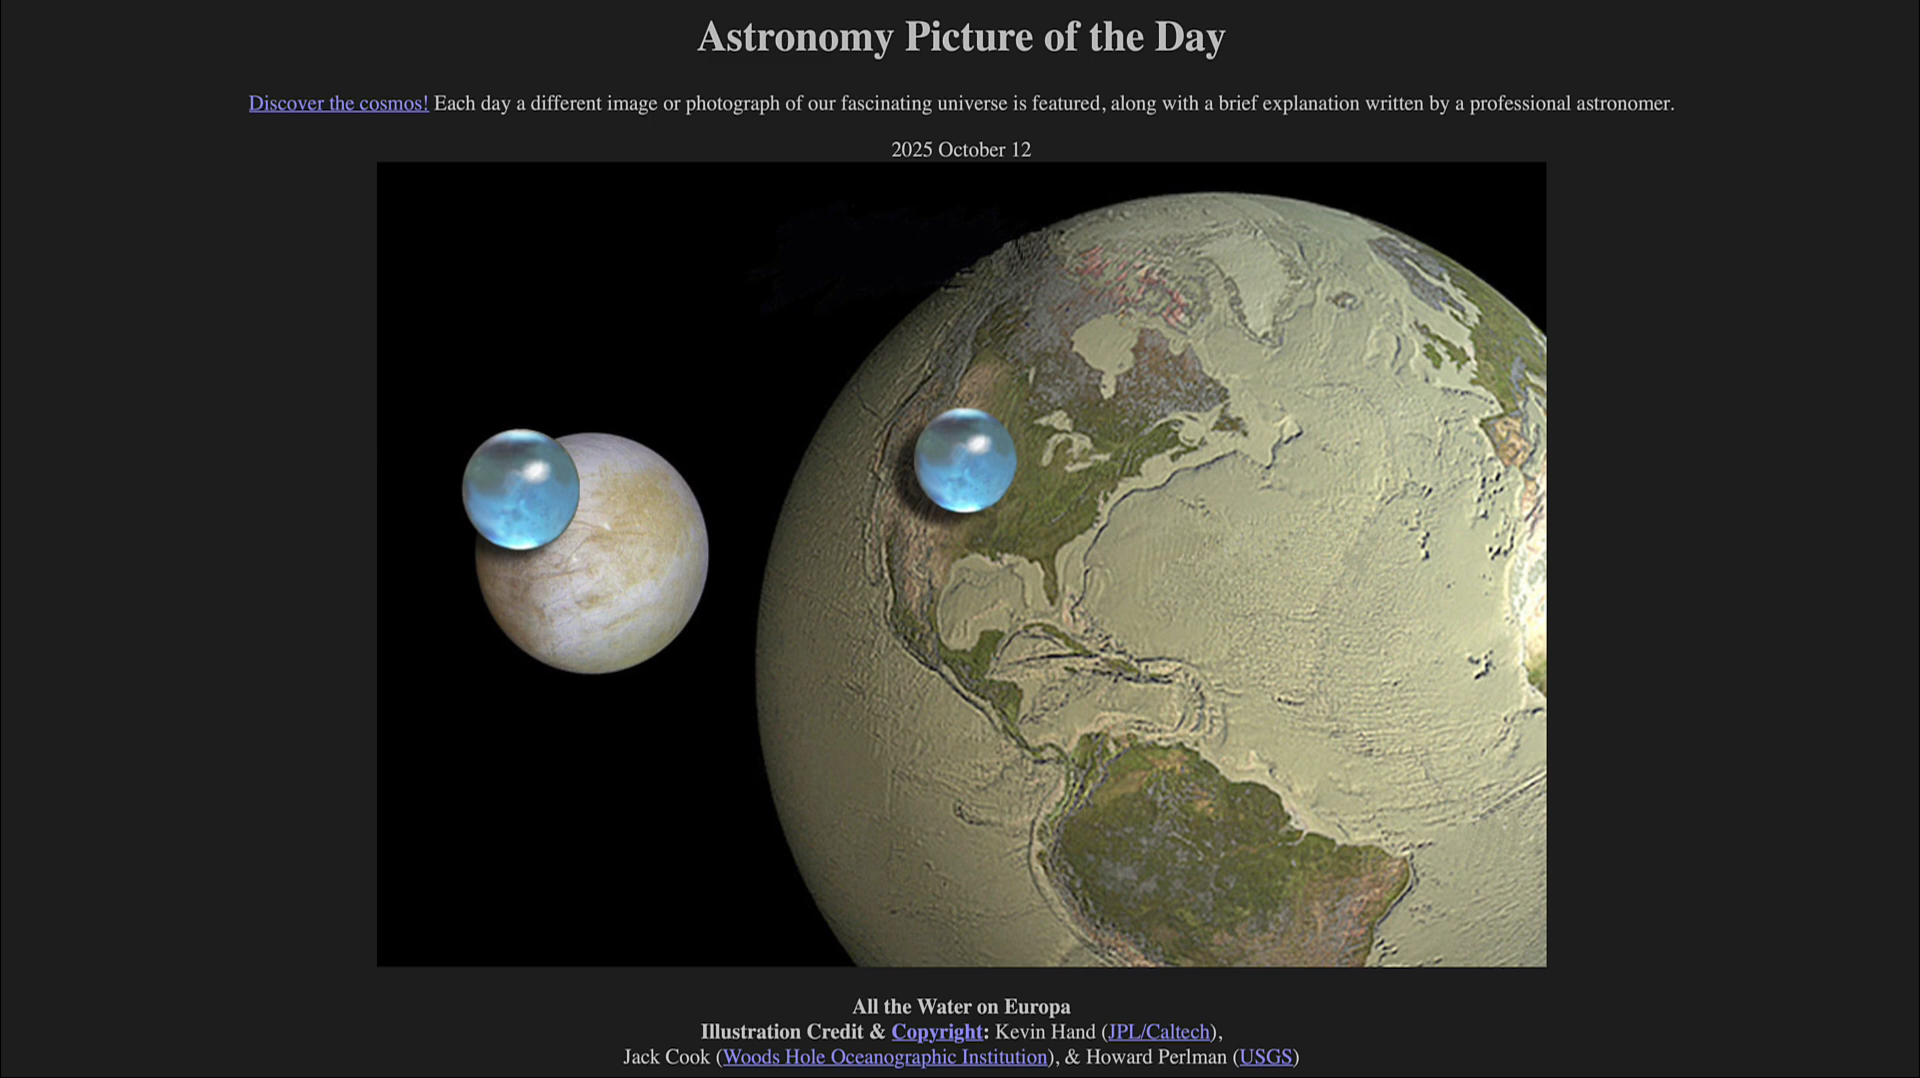 Astronomy Picture of the Day
Discover the cosmos! Each day a different image or photograph of our fascinating universe is featured, along with a brief explanation written by a professional astronomer.
2025 October 12
All the Water on Europa
Illustration Credit & Copyright: Kevin Hand (JPL/Caltech),
Jack Cook (Woods Hole Oceanographic Institution), & Howard Perlman (USGS)